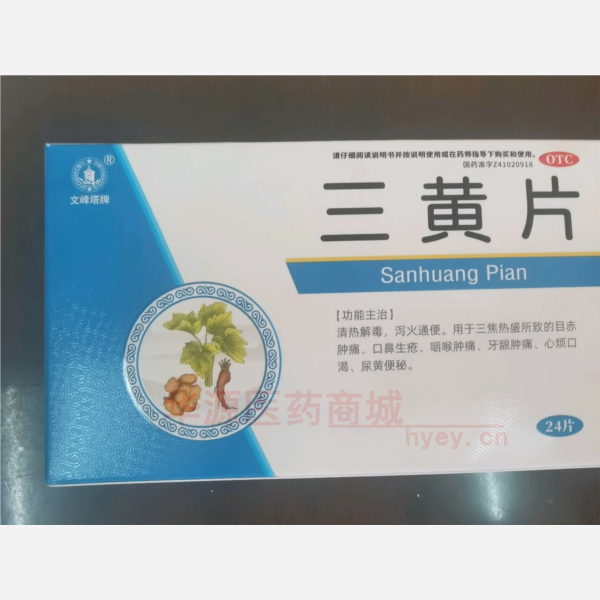 请仔细阅读说明书并按说明使用或在药师指导下购买和使用。
OTC
国药准字Z41020918
®
文峰塔牌
三黄片
Sanhuang Pian
【功能主治】
清热解毒,泻火通便。用于三焦热盛所致的目赤
肿痛、口鼻生疮、咽喉肿痛、牙龈肿痛、心烦口
渴、尿黄便秘。
源医药商城
hyey.cn
24片